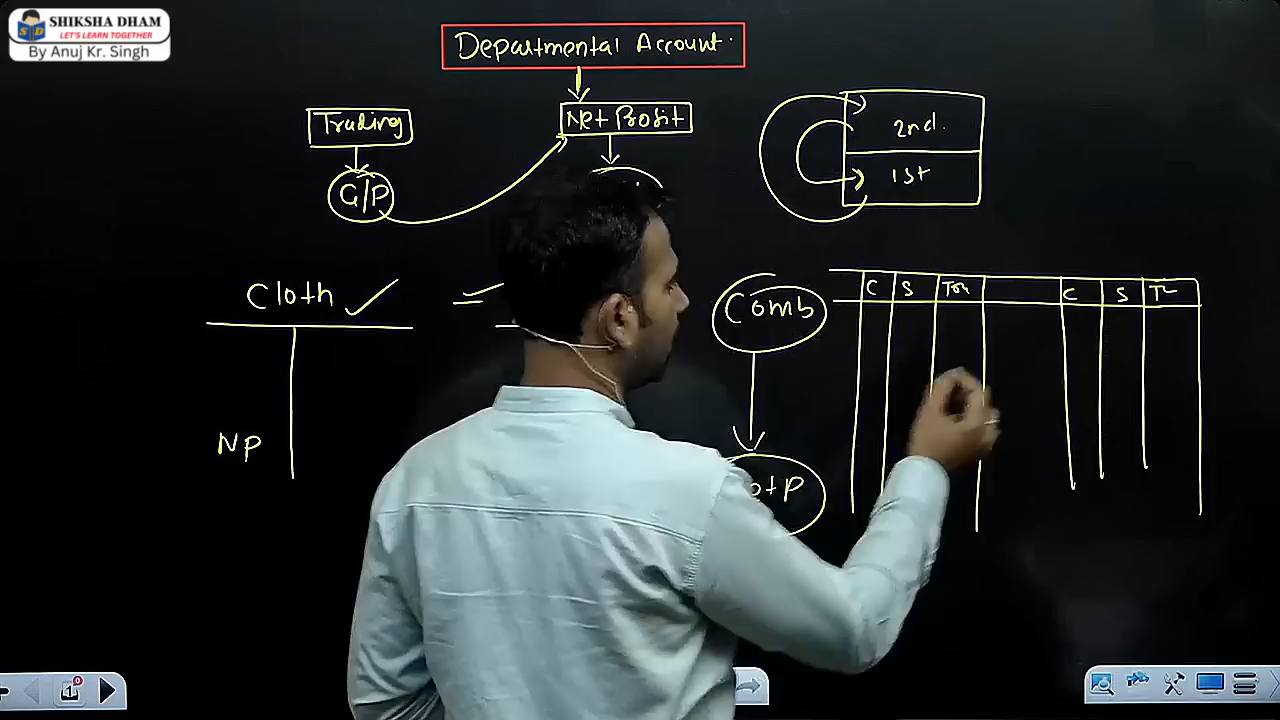 SHIKSHA DHAM
LET'S LEARN TOGETHER
By Anuj Kr. Singh
Departmental Account
Trading
Net Profit
G/P
2nd
1st
Cloth ✓
Comb
C S Total C S
NP